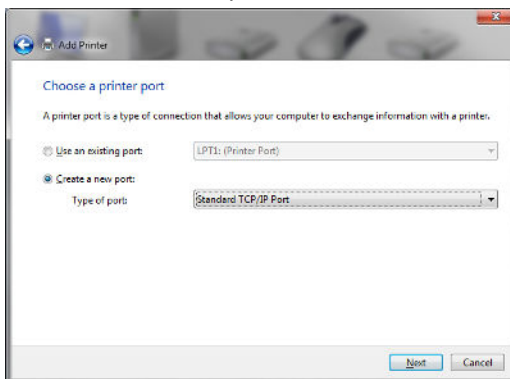 Add Printer
Choose a printer port
A printer port is a type of connection that allows your computer to exchange information with a printer.
Use an existing port: LPT1: (Printer Port)
Create a new port:
Type of port: Standard TCP/IP Port
Next Cancel